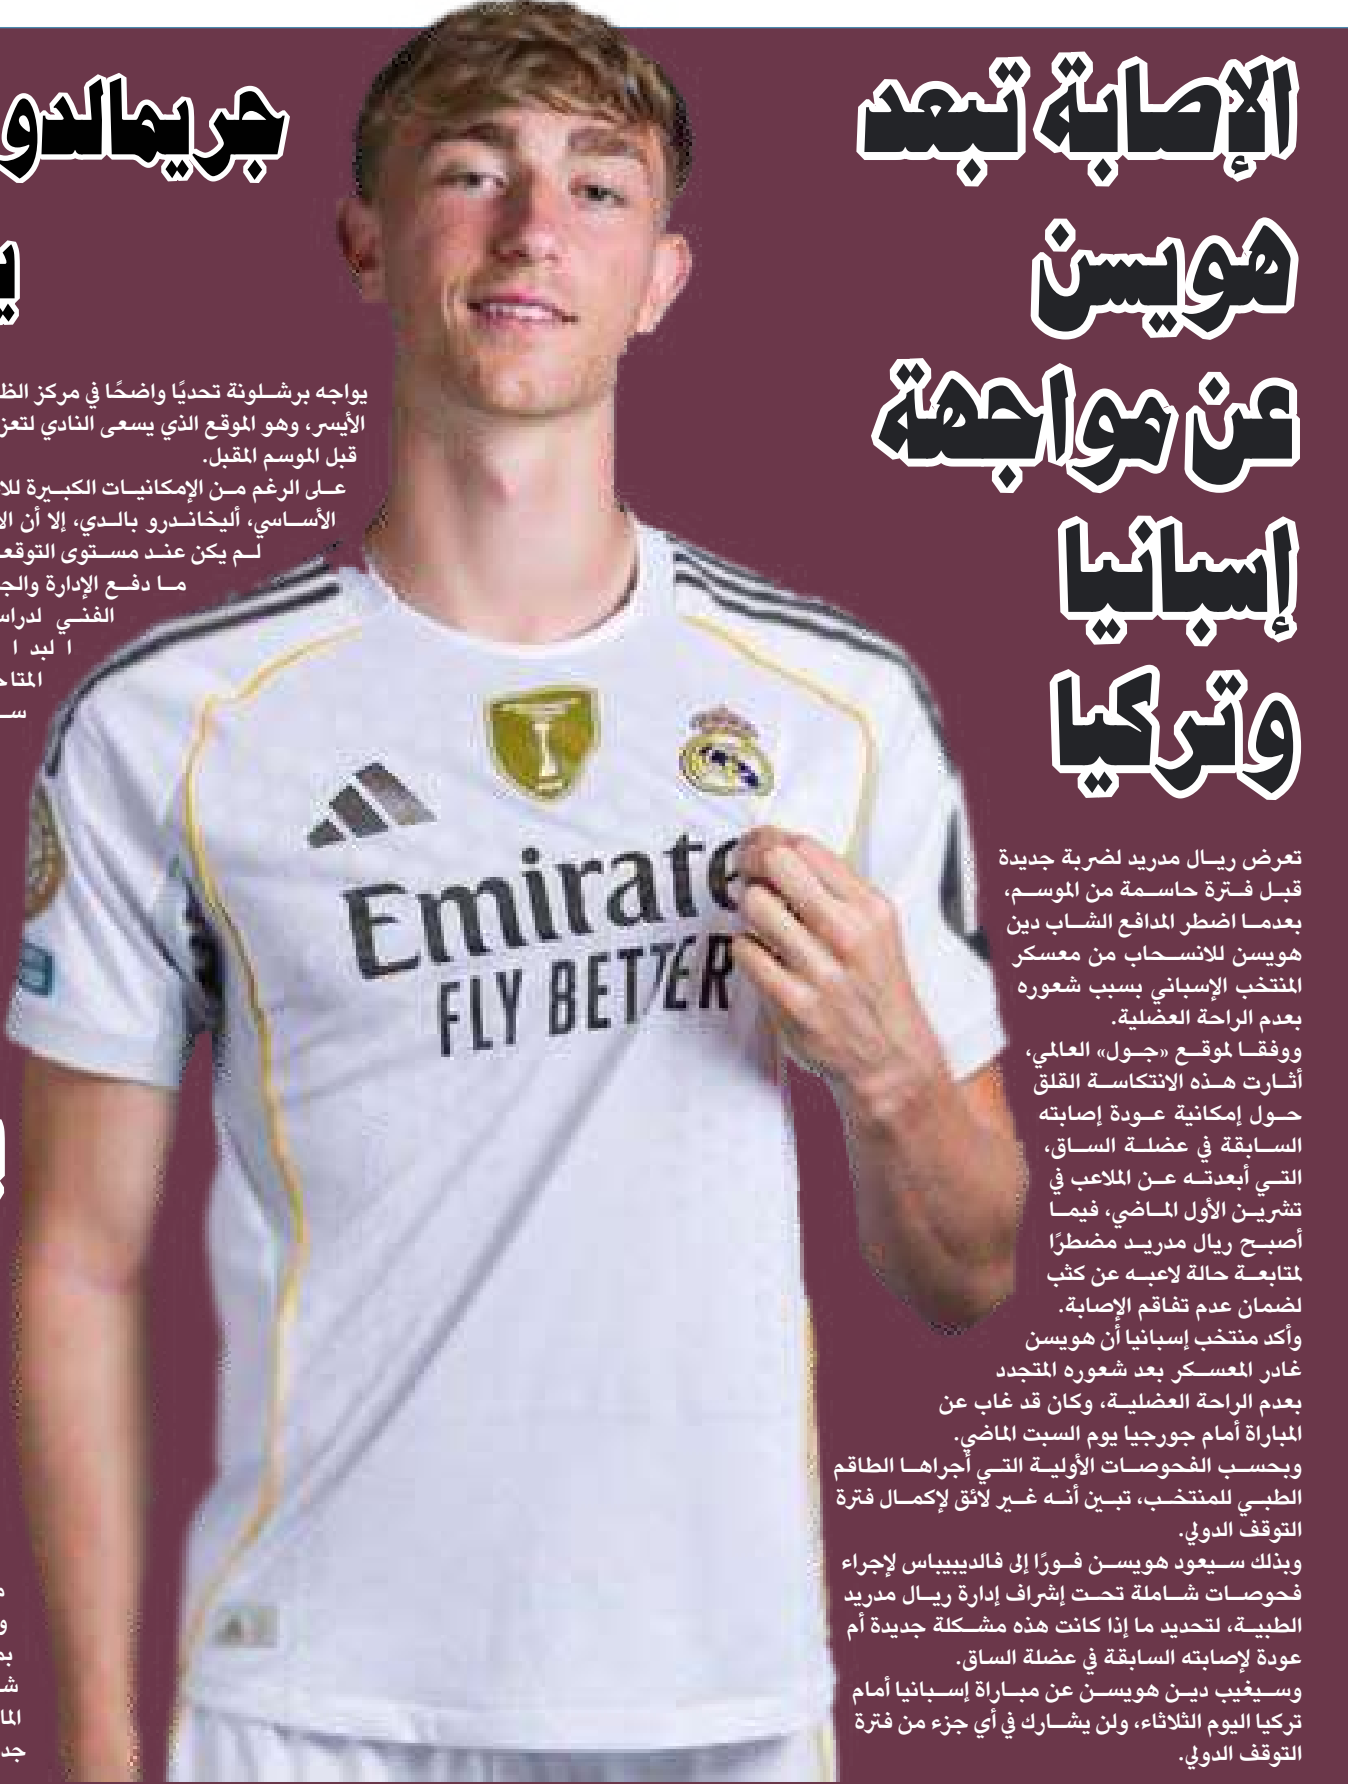 الإصابة تبعد
هويسن
عن مواجهة
إسبانيا
وتركيا
تعرض ريال مدريد لضربة جديدة
قبل فترة حاسمة من الموسم،
بعدما اضطر المدافع الشاب دين
هويسن للانسحاب من معسكر
المنتخب الإسباني بسبب شعوره
بعدم الراحة العضلية.
ووفقا لموقع «جول» العالمي،
أثارت هذه الانتكاسة القلق
حول إمكانية عودة إصابته
السابقة في عضلة الساق،
التي أبعدته عن الملاعب في
تشرين الأول الماضي، فيما
أصبح ريال مدريد مضطرًا
لمتابعة حالة لاعبه عن كثب
لضمان عدم تفاقم الإصابة.
وأكد منتخب إسبانيا أن هويسن
غادر المعسكر بعد شعوره المتجدد
بعدم الراحة العضلية، وكان قد غاب عن
المباراة أمام جورجيا يوم السبت الماضي.
وبحسب الفحوصات الأولية التي أجراها الطاقم
الطبي للمنتخب، تبين أنه غير لائق لإكمال فترة
التوقف الدولي.
وبذلك سيعود هويسن فورًا إلى فالديبيباس لإجراء
فحوصات شاملة تحت إشراف إدارة ريال مدريد
الطبية، لتحديد ما إذا كانت هذه مشكلة جديدة أم
عودة لإصابته السابقة في عضلة الساق.
وسيغيب دين هويسن عن مباراة إسبانيا أمام
تركيا اليوم الثلاثاء، ولن يشارك في أي جزء من فترة
التوقف الدولي.
جريمالدو
يواجه برشلونة تحديًا واضحًا في مركز
الأيسر، وهو الموقع الذي يسعى النادي
قبل الموسم المقبل.
على الرغم من الإمكانيات الكبيرة
الأساسي، أليخاندرو بالدي، إلا أن
لم يكن عند مستوى
ما دفع الإدارة
الفني
Emirate
FLY BETTER